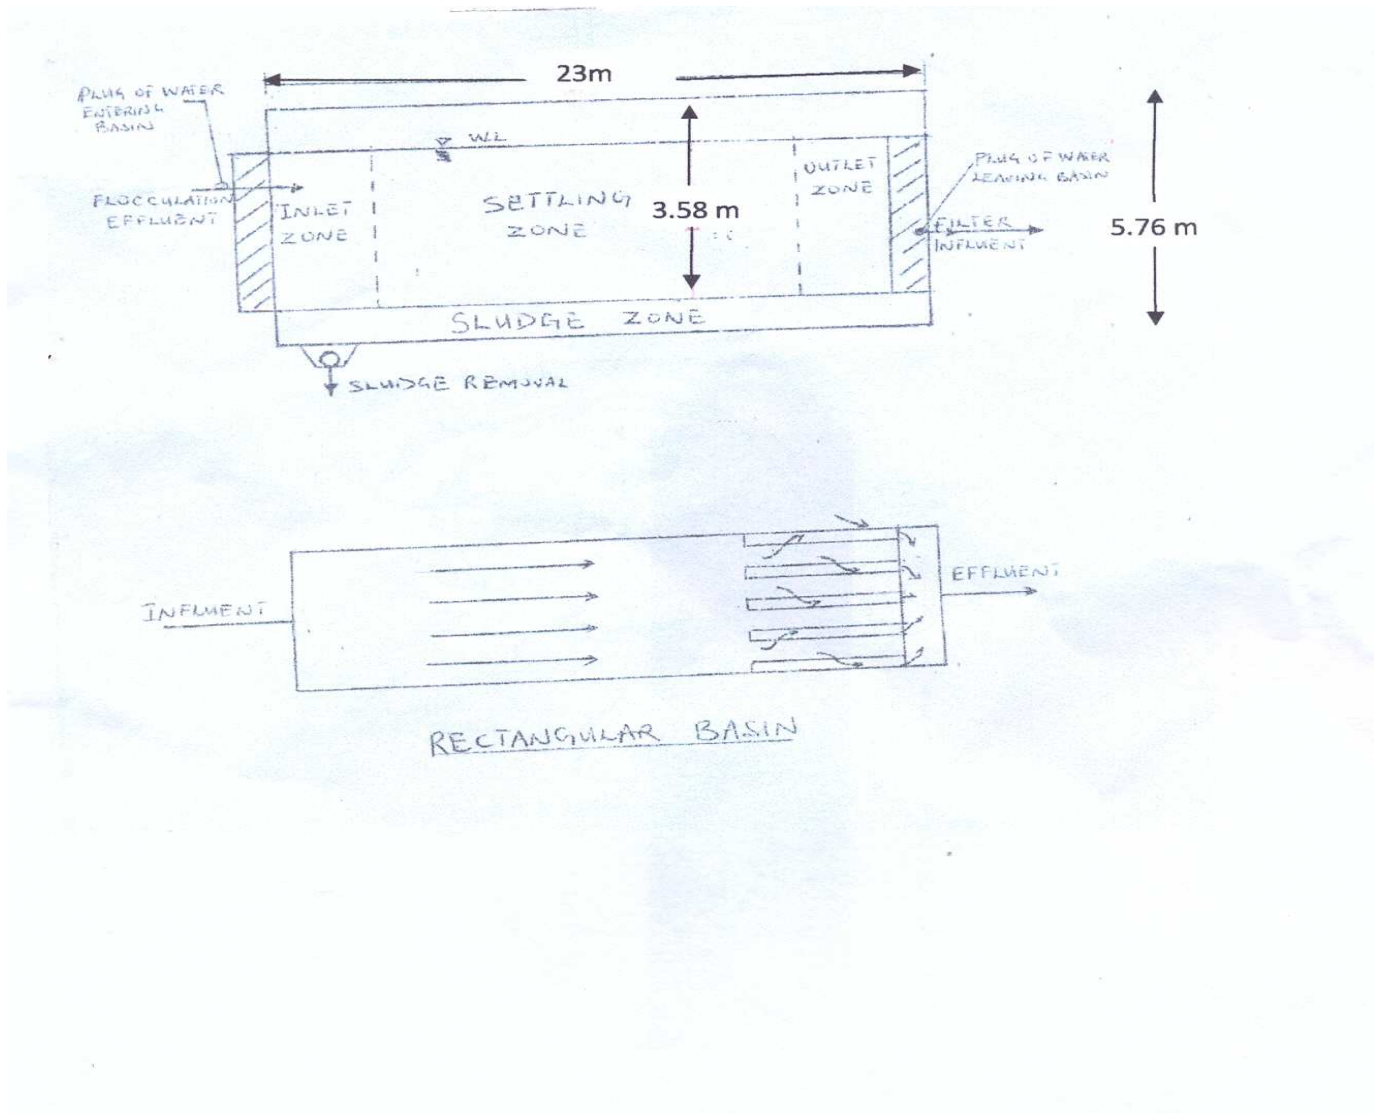 23m
PLUG OF WATER
ENTERING
BASIN
W.L
FLOCCULATION
EFFLUENT
INLET
ZONE
SETTLING
ZONE
3.58 m
OUTLET
ZONE
PLUG OF WATER
LEAVING BASIN
FILTER
INFLUENT
5.76 m
SLUDGE ZONE
SLUDGE REMOVAL
INFLUENT
EFFLUENT
RECTANGULAR BASIN